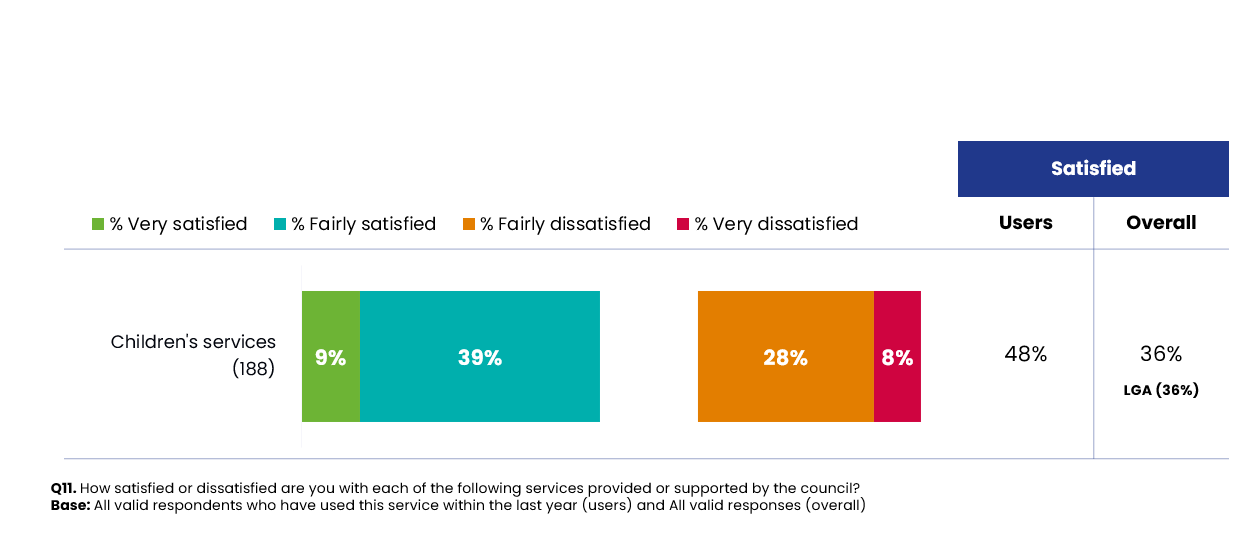 Satisfied
% Very satisfied % Fairly satisfied % Fairly dissatisfied % Very dissatisfied Users Overall
Children's services
(188)
9% 39% 28% 8% 48% 36%
LGA (36%)
Q11. How satisfied or dissatisfied are you with each of the following services provided or supported by the council?
Base: All valid respondents who have used this service within the last year (users) and All valid responses (overall)